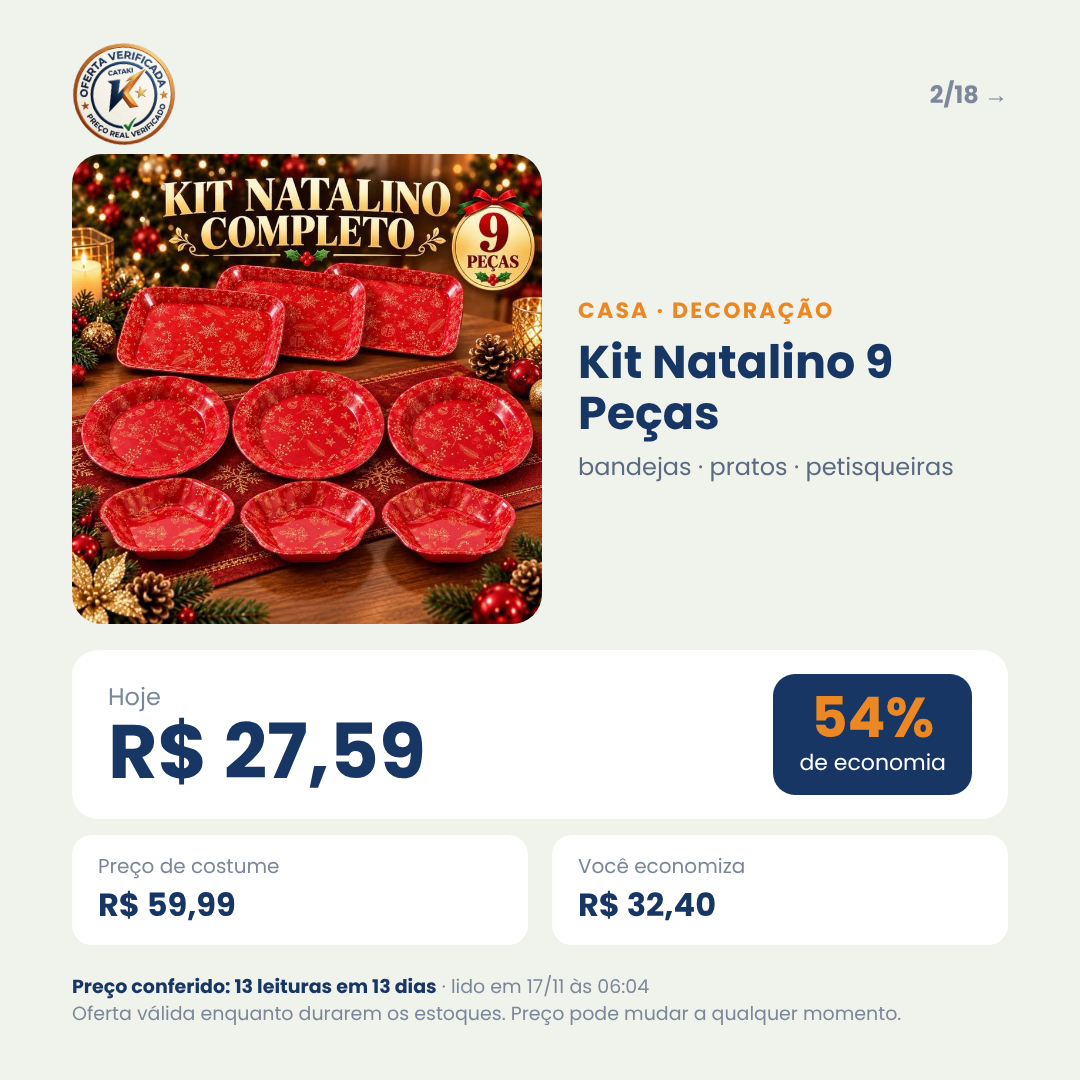 OFERTA VERIFICADA
CATAKI
K
PREÇO REAL VERIFICADO
2/18 →
KIT NATALINO
COMPLETO
9
PEÇAS
CASA · DECORAÇÃO
Kit Natalino 9
Peças
bandejas · pratos · petisqueiras
Hoje
R$ 27,59
54%
de economia
Preço de costume
R$ 59,99
Você economiza
R$ 32,40
Preço conferido: 13 leituras em 13 dias · lido em 17/11 às 06:04
Oferta válida enquanto durarem os estoques. Preço pode mudar a qualquer momento.